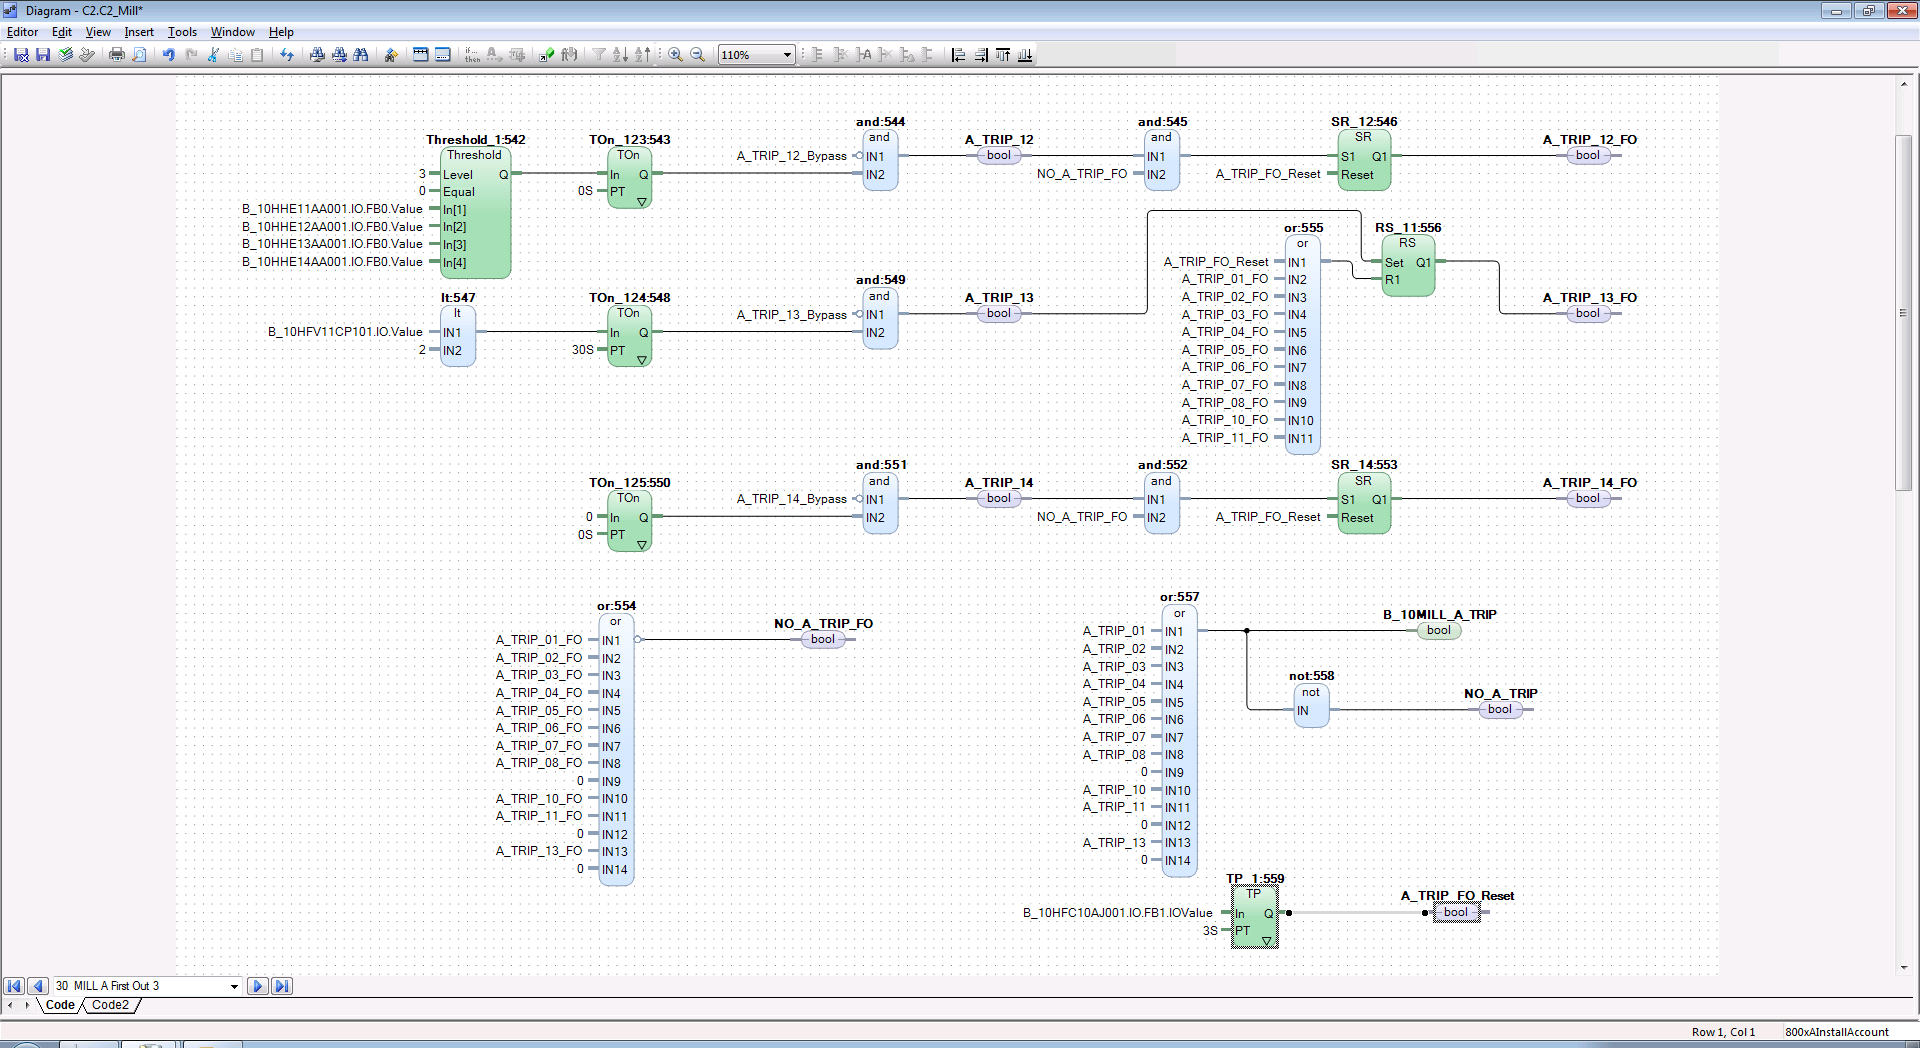 Diagram - C2.C2_Mill*
Editor Edit View Insert Tools Window Help
if... then 110%
Threshold_1:542
Threshold
3 Level Q
0 Equal
B_10HHE11AA001.IO.FB0.Value In[1]
B_10HHE12AA001.IO.FB0.Value In[2]
B_10HHE13AA001.IO.FB0.Value In[3]
B_10HHE14AA001.IO.FB0.Value In[4]
TOn_123:543
TOn
In Q
0S PT
and:544
and
A_TRIP_12_Bypass IN1
IN2
A_TRIP_12
bool
and:545
and
IN1
NO_A_TRIP_FO IN2
SR_12:546
SR
S1 Q1
A_TRIP_FO_Reset Reset
A_TRIP_12_FO
bool
lt:547
lt
B_10HFV11CP101.IO.Value IN1
2 IN2
TOn_124:548
TOn
In Q
30S PT
and:549
and
A_TRIP_13_Bypass IN1
IN2
A_TRIP_13
bool
or:555
or
A_TRIP_FO_Reset IN1
A_TRIP_01_FO IN2
A_TRIP_02_FO IN3
A_TRIP_03_FO IN4
A_TRIP_04_FO IN5
A_TRIP_05_FO IN6
A_TRIP_06_FO IN7
A_TRIP_07_FO IN8
A_TRIP_08_FO IN9
A_TRIP_10_FO IN10
A_TRIP_11_FO IN11
RS_11:556
RS
Set Q1
R1
A_TRIP_13_FO
bool
TOn_125:550
TOn
0 In Q
0S PT
and:551
and
A_TRIP_14_Bypass IN1
IN2
A_TRIP_14
bool
and:552
and
IN1
NO_A_TRIP_FO IN2
SR_14:553
SR
S1 Q1
A_TRIP_FO_Reset Reset
A_TRIP_14_FO
bool
or:554
or
A_TRIP_01_FO IN1
A_TRIP_02_FO IN2
A_TRIP_03_FO IN3
A_TRIP_04_FO IN4
A_TRIP_05_FO IN5
A_TRIP_06_FO IN6
A_TRIP_07_FO IN7
A_TRIP_08_FO IN8
0 IN9
A_TRIP_10_FO IN10
A_TRIP_11_FO IN11
0 IN12
A_TRIP_13_FO IN13
0 IN14
NO_A_TRIP_FO
bool
or:557
or
A_TRIP_01 IN1
A_TRIP_02 IN2
A_TRIP_03 IN3
A_TRIP_04 IN4
A_TRIP_05 IN5
A_TRIP_06 IN6
A_TRIP_07 IN7
A_TRIP_08 IN8
0 IN9
A_TRIP_10 IN10
A_TRIP_11 IN11
0 IN12
A_TRIP_13 IN13
0 IN14
B_10MILL_A_TRIP
bool
not:558
not
IN
NO_A_TRIP
bool
TP_1:559
TP
B_10HFC10AJ001.IO.FB1.IOValue In Q
3S PT
A_TRIP_FO_Reset
bool
30 MILL A First Out 3
Code Code2
Row 1, Col 1 800xAInstallAccount